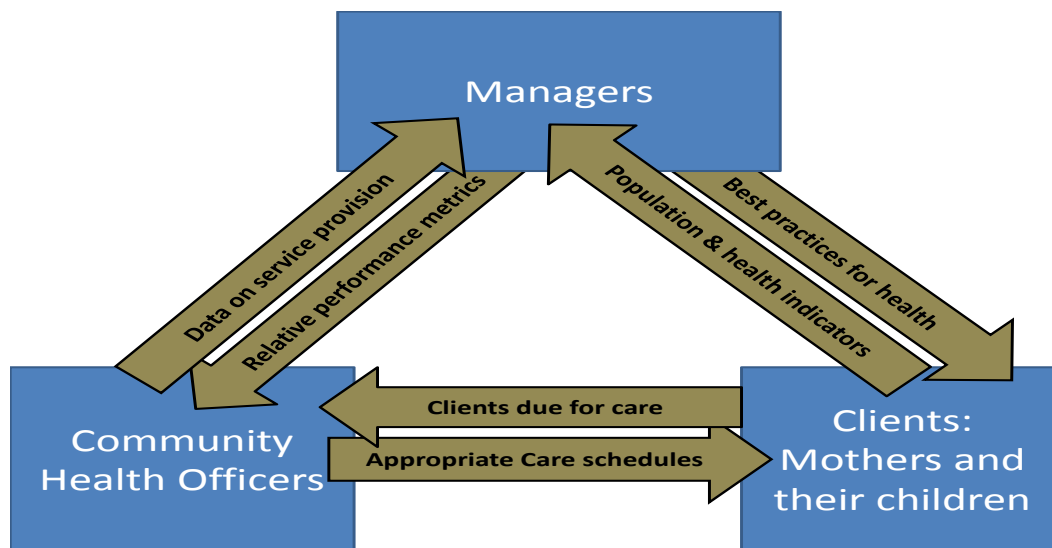 Managers
Data on service provision
Relative performance metrics
Population & health indicators
Best practices for health
Clients due for care
Appropriate Care schedules
Community
Health Officers
Clients:
Mothers and
their children